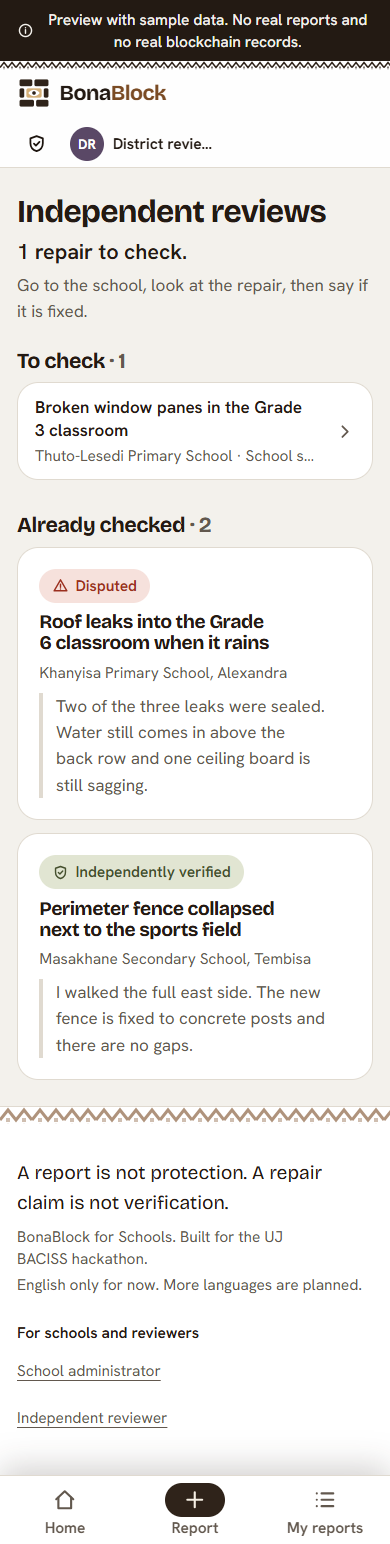 Preview with sample data. No real reports and
no real blockchain records.
BonaBlock
DR District revie...
Independent reviews
1 repair to check.
Go to the school, look at the repair, then say if
it is fixed.
To check · 1
Broken window panes in the Grade
3 classroom
Thuto-Lesedi Primary School · School s...
Already checked · 2
Disputed
Roof leaks into the Grade
6 classroom when it rains
Khanyisa Primary School, Alexandra
Two of the three leaks were sealed.
Water still comes in above the
back row and one ceiling board is
still sagging.
Independently verified
Perimeter fence collapsed
next to the sports field
Masakhane Secondary School, Tembisa
I walked the full east side. The new
fence is fixed to concrete posts and
there are no gaps.
A report is not protection. A repair
claim is not verification.
BonaBlock for Schools. Built for the UJ
BACISS hackathon.
English only for now. More languages are planned.
For schools and reviewers
School administrator
Independent reviewer
Home Report My reports